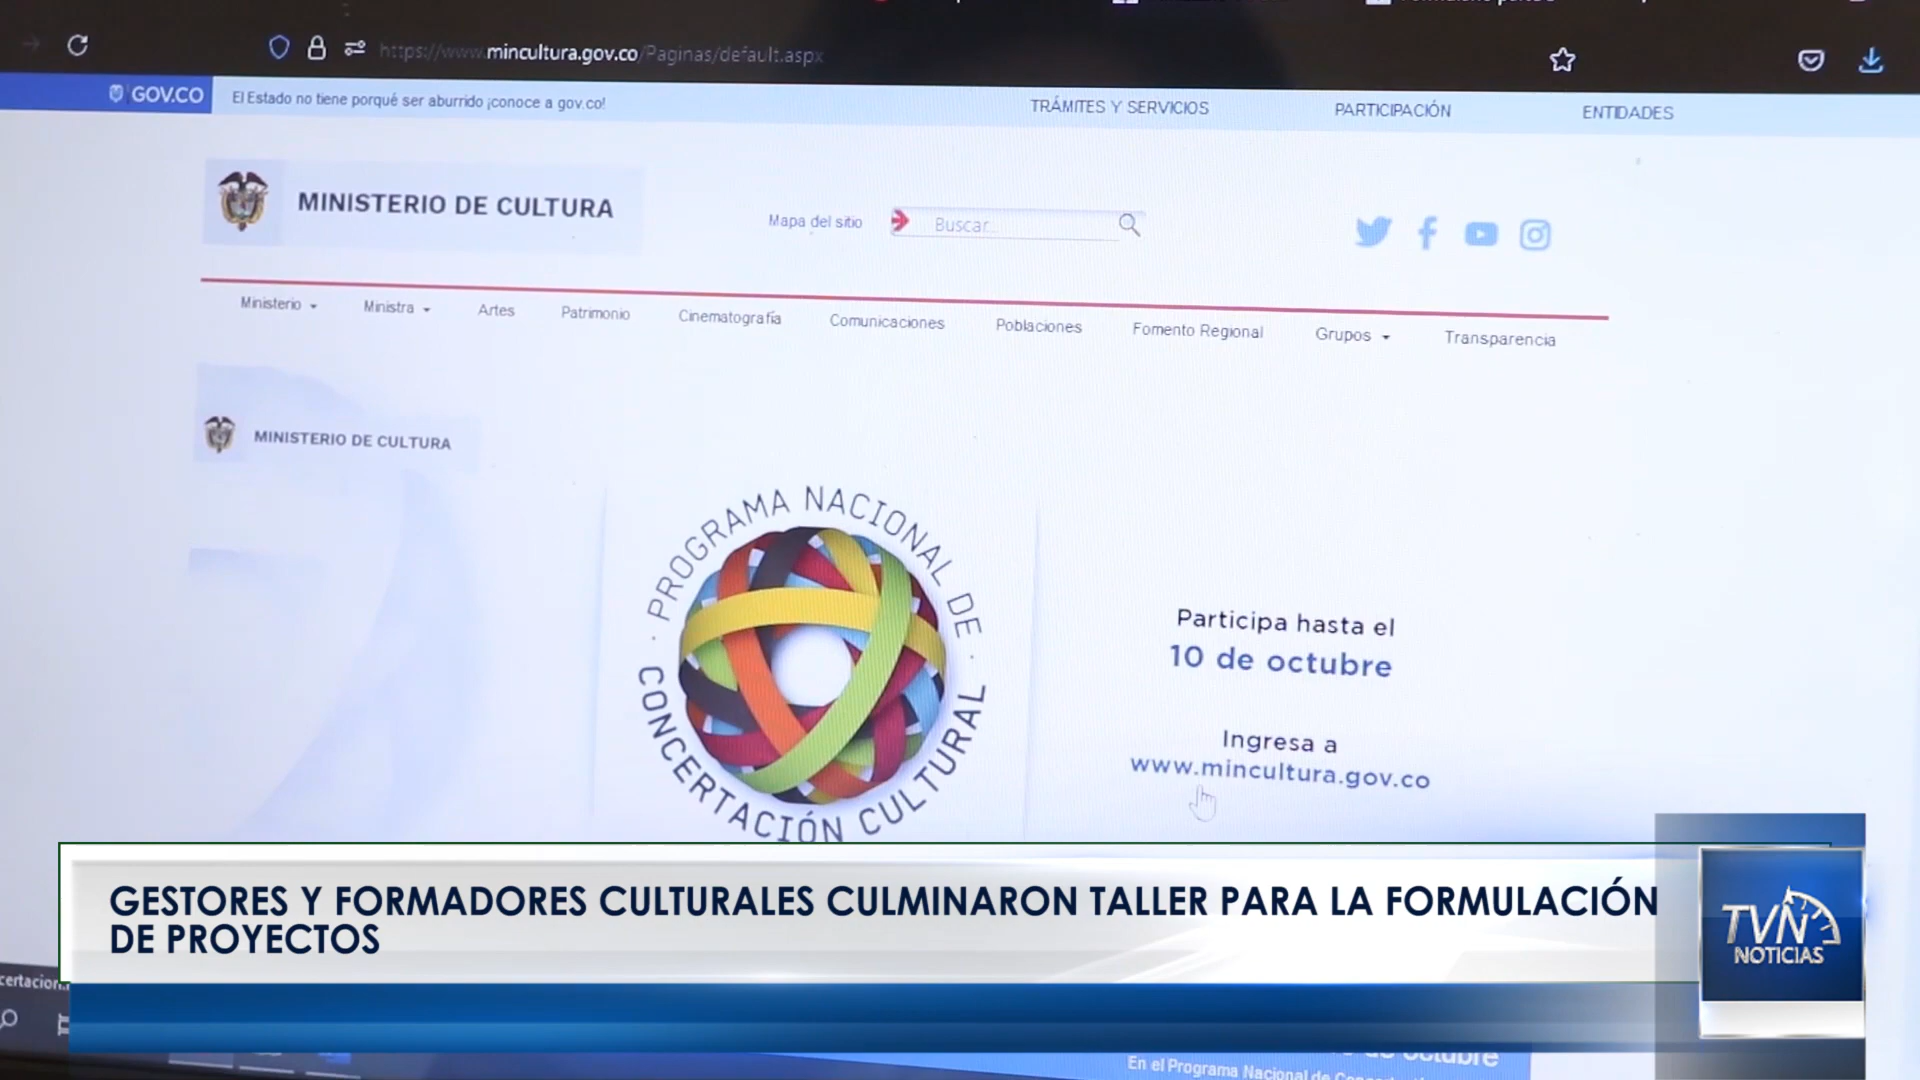 https://www.mincultura.gov.co/Paginas/default.aspx
GOV.CO
El Estado no tiene porqué ser aburrido ¡conoce a gov.co!
TRÁMITES Y SERVICIOS
PARTICIPACIÓN
ENTIDADES
MINISTERIO DE CULTURA
Mapa del sitio
Buscar...
Ministerio
Ministra
Artes
Patrimonio
Cinematografía
Comunicaciones
Poblaciones
Fomento Regional
Grupos
Transparencia
MINISTERIO DE CULTURA
· PROGRAMA NACIONAL DE ·
CONCERTACIÓN CULTURAL
Participa hasta el
10 de octubre
Ingresa a
www.mincultura.gov.co
GESTORES Y FORMADORES CULTURALES CULMINARON TALLER PARA LA FORMULACIÓN
DE PROYECTOS
TVN
NOTICIAS
En el Programa Nacional de